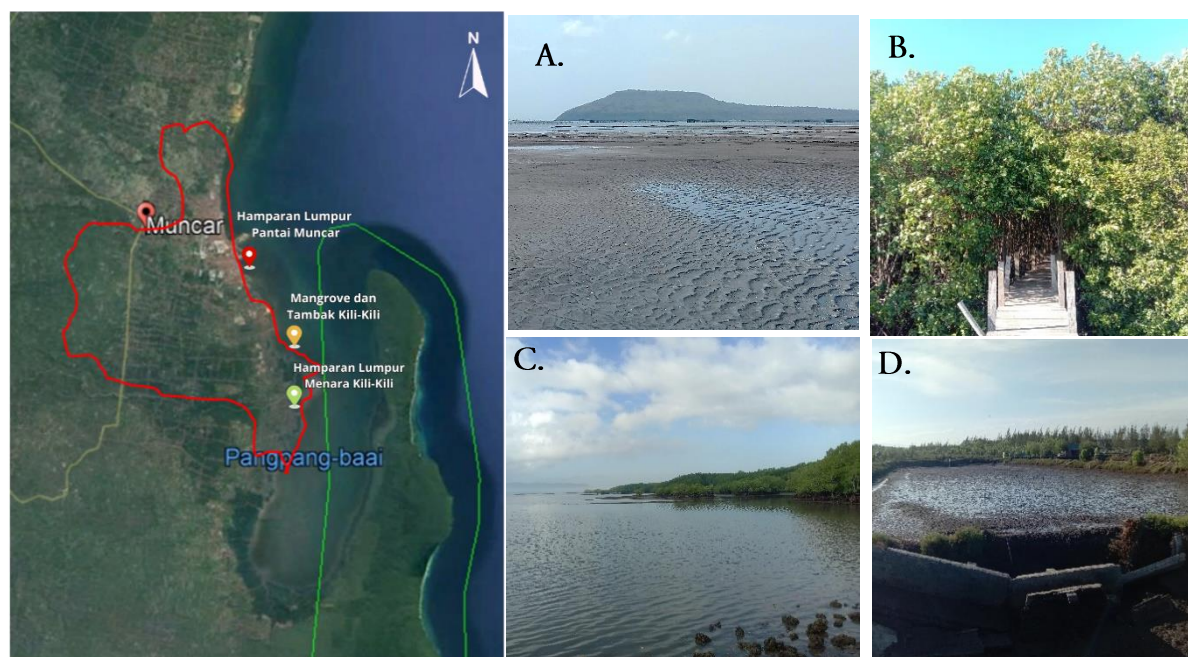 N
Muncar
Hamparan Lumpur
Pantai Muncar
Mangrove dan
Tambak Kili-Kili
Hamparan Lumpur
Menara Kili-Kili
Pangpang-baai
A.
B.
C.
D.